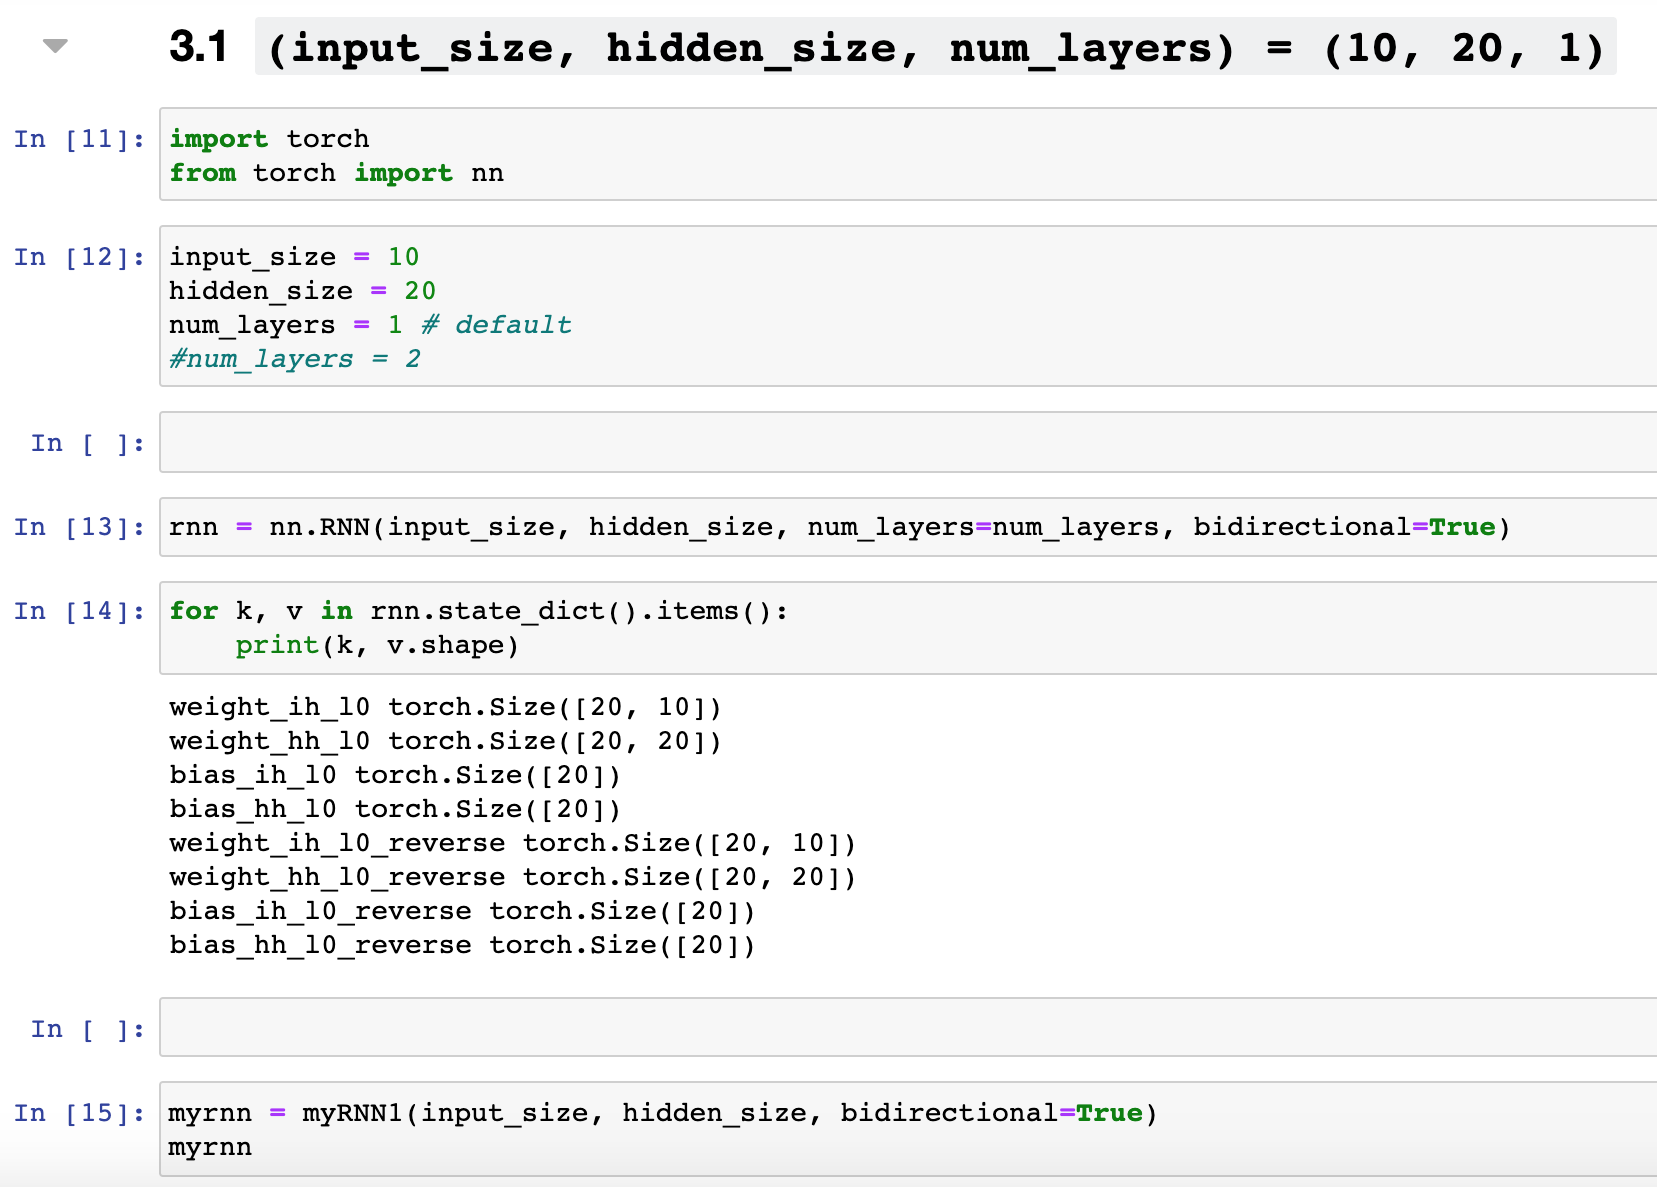 3.1 (input_size, hidden_size, num_layers) = (10, 20, 1)
In [11]:
import torch
from torch import nn
In [12]:
input_size = 10
hidden_size = 20
num_layers = 1 # default
#num_layers = 2
In [ ]:
In [13]:
rnn = nn.RNN(input_size, hidden_size, num_layers=num_layers, bidirectional=True)
In [14]:
for k, v in rnn.state_dict().items():
    print(k, v.shape)
weight_ih_l0 torch.Size([20, 10])
weight_hh_l0 torch.Size([20, 20])
bias_ih_l0 torch.Size([20])
bias_hh_l0 torch.Size([20])
weight_ih_l0_reverse torch.Size([20, 10])
weight_hh_l0_reverse torch.Size([20, 20])
bias_ih_l0_reverse torch.Size([20])
bias_hh_l0_reverse torch.Size([20])
In [ ]:
In [15]:
myrnn = myRNN1(input_size, hidden_size, bidirectional=True)
myrnn